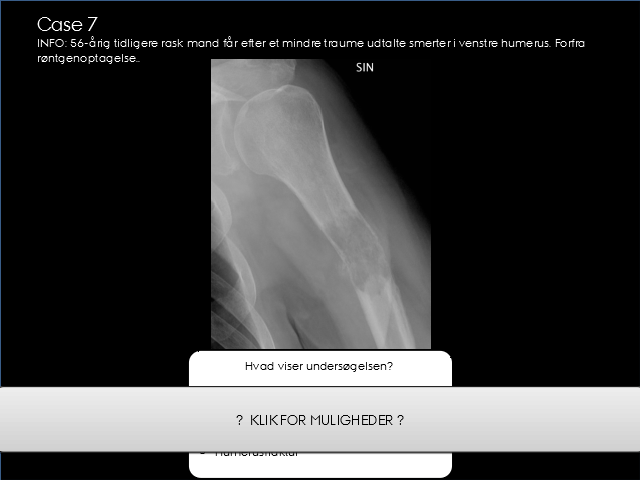 Case 7
INFO: 56-årig tidligere rask mand får efter et mindre traume udtalte smerter i venstre humerus. Forfra
røntgenoptagelse..
SIN
Hvad viser undersøgelsen?
? KLIK FOR MULIGHEDER ?